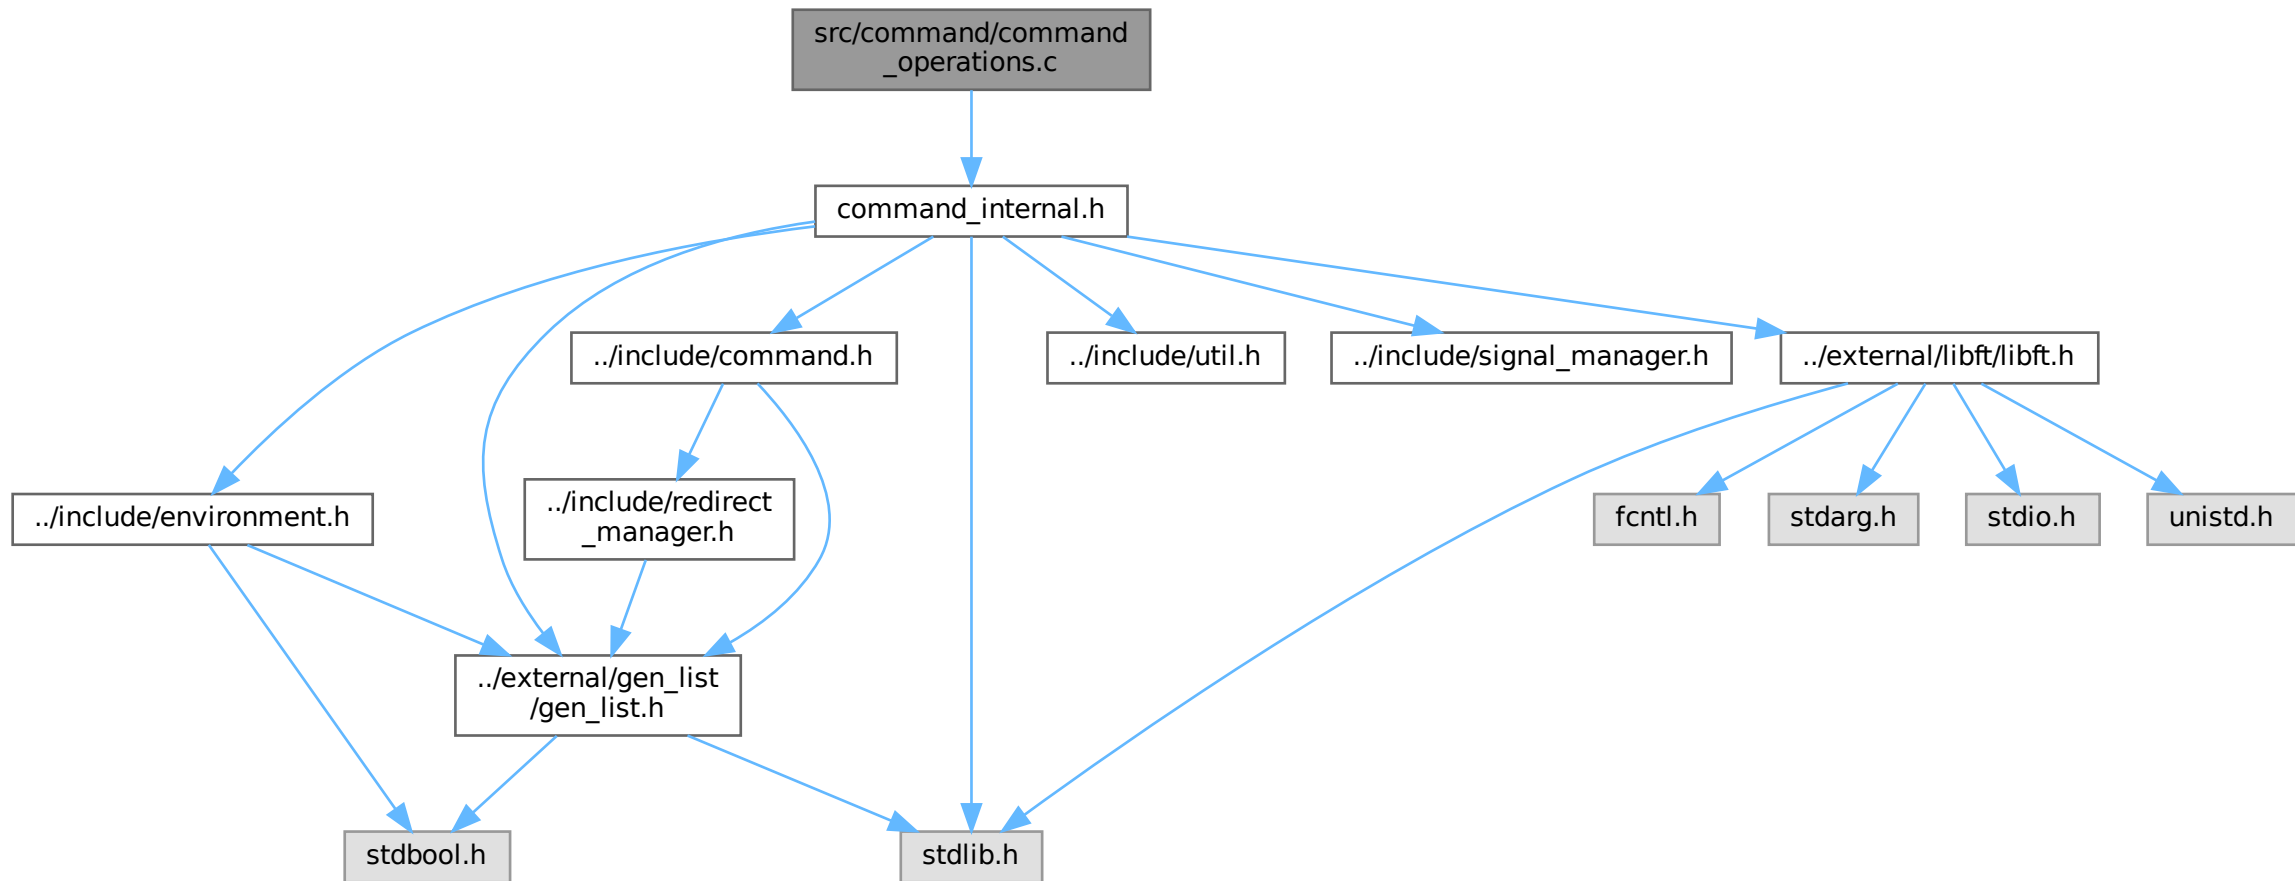 src/command/command
_operations.c
command_internal.h
../include/command.h
../include/util.h
../include/signal_manager.h
../external/libft/libft.h
../include/environment.h
../include/redirect
_manager.h
fcntl.h
stdarg.h
stdio.h
unistd.h
../external/gen_list
/gen_list.h
stdbool.h
stdlib.h